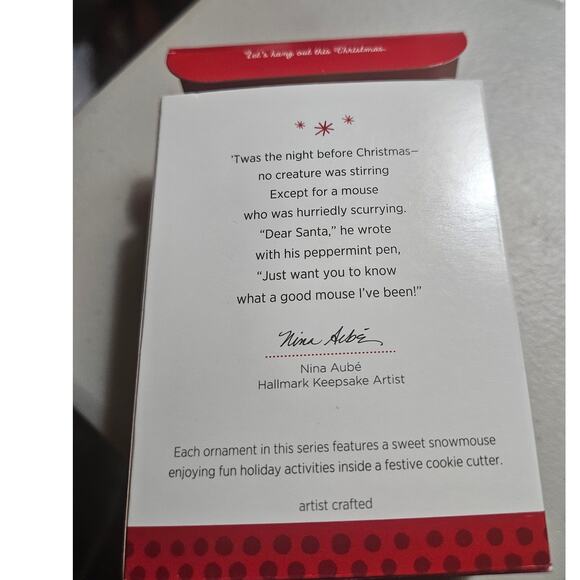 Let's hang out this Christmas.
'Twas the night before Christmas—
no creature was stirring
Except for a mouse
who was hurriedly scurrying.
“Dear Santa,” he wrote
with his peppermint pen,
“Just want you to know
what a good mouse I've been!”
Nina Aubé
Nina Aubé
Hallmark Keepsake Artist
Each ornament in this series features a sweet snowmouse
enjoying fun holiday activities inside a festive cookie cutter.
artist crafted